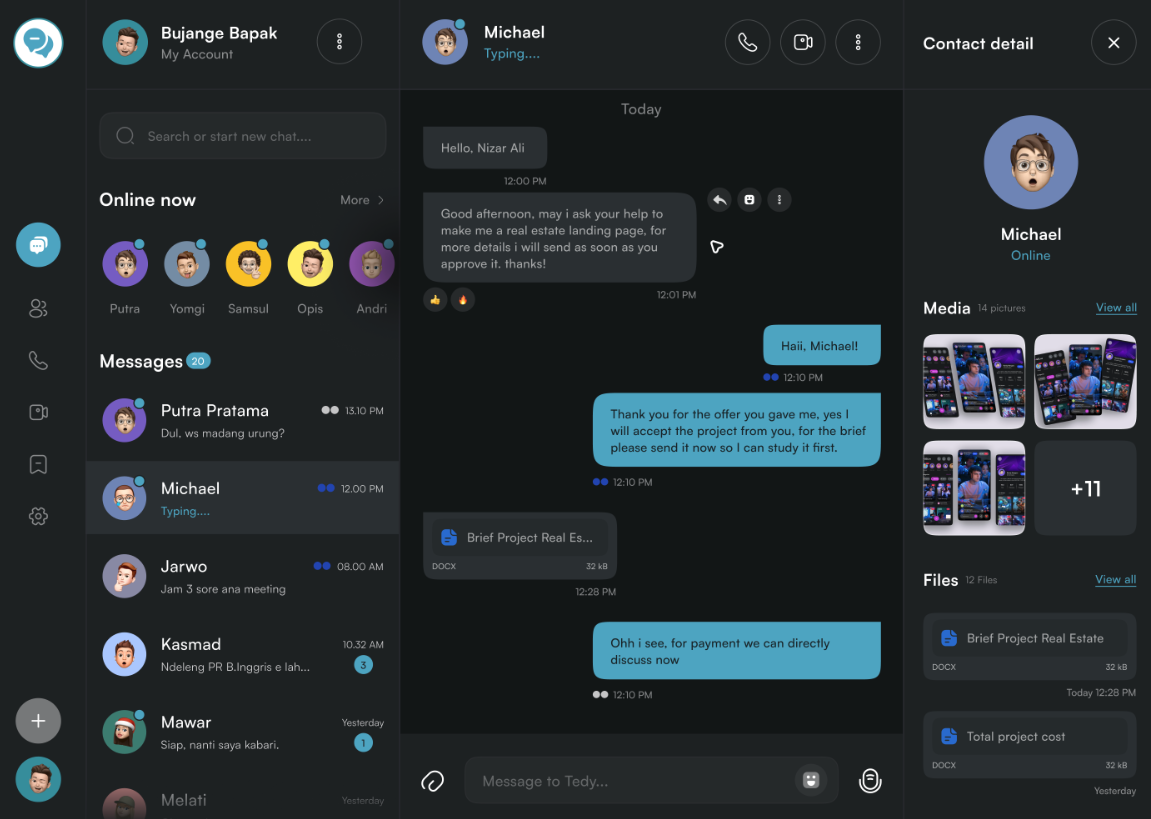 Bujange Bapak
My Account
Search or start new chat....
Online now
More
Putra
Yomgi
Samsul
Opis
Andri
Messages
20
Putra Pratama
13.10 PM
Dul, ws madang urung?
Michael
12.00 PM
Typing....
Jarwo
08.00 AM
Jam 3 sore ana meeting
Kasmad
10.32 AM
Ndeleng PR B.Inggris e lah...
3
Mawar
Yesterday
Siap, nanti saya kabari.
1
Melati
Yesterday
Michael
Typing....
Today
Hello, Nizar Ali
12:00 PM
Good afternoon, may i ask your help to
make me a real estate landing page, for
more details i will send as soon as you
approve it. thanks!
12:01 PM
Haii, Michael!
12:10 PM
Thank you for the offer you gave me, yes I
will accept the project from you, for the brief
please send it now so I can study it first.
12:10 PM
Brief Project Real Es...
DOCX
32 kB
12:28 PM
Ohh i see, for payment we can directly
discuss now
12:10 PM
Message to Tedy...
Contact detail
Michael
Online
Media
14 pictures
View all
+11
Files
12 Files
View all
Brief Project Real Estate
DOCX
32 kB
Today 12:28 PM
Total project cost
DOCX
32 kB
Yesterday